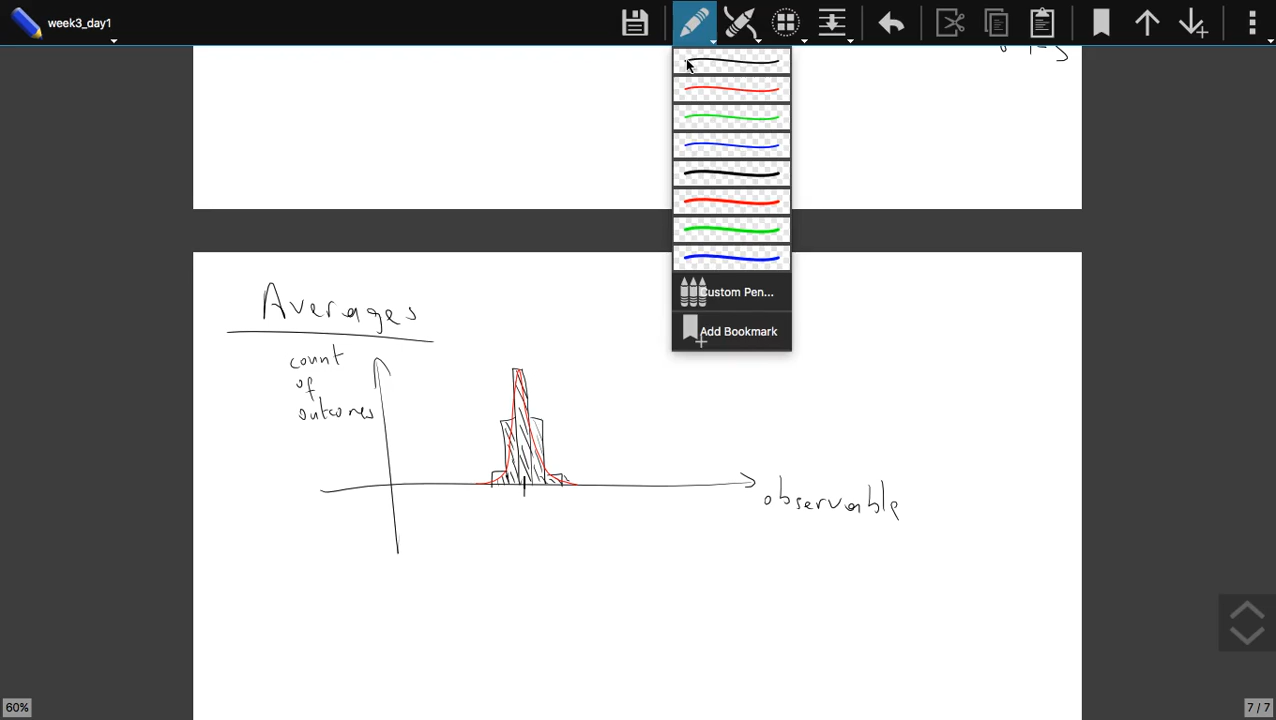 week3_day1
Custom Pen...
Add Bookmark
Averages
count
of
outcomes
observable
60%
7 / 7